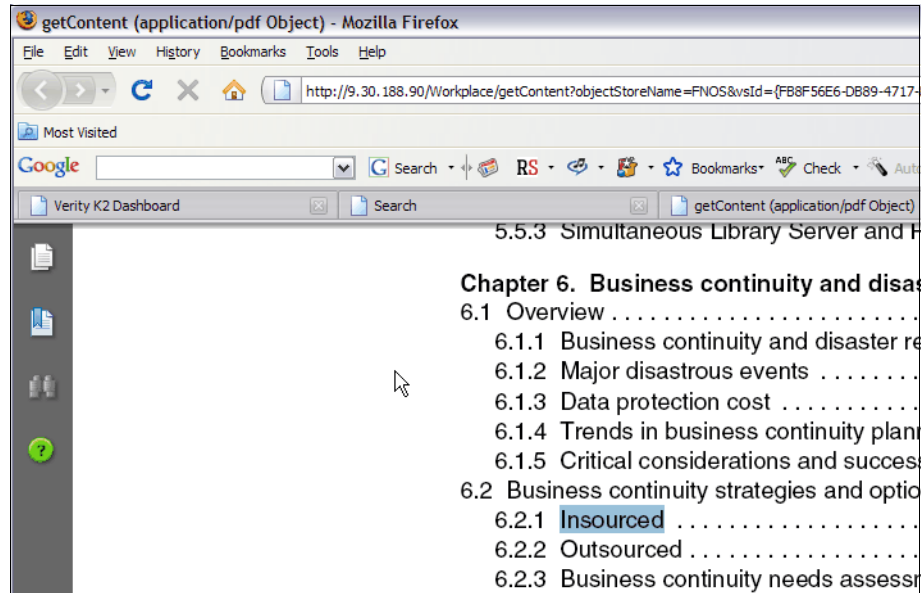 getContent (application/pdf Object) - Mozilla Firefox
File Edit View History Bookmarks Tools Help
http://9.30.188.90/Workplace/getContent?objectStoreName=FNOS&vsId={FB8F56E6-DB89-4717-
Most Visited
Google G Search RS Bookmarks ABC Check Aut
Verity K2 Dashboard Search getContent (application/pdf Object)
5.5.3 Simultaneous Library Server and
Chapter 6. Business continuity and disas
6.1 Overview . . . . . . . . . . . . . . . . . . . . . . . .
6.1.1 Business continuity and disaster re
6.1.2 Major disastrous events . . . . . . . .
6.1.3 Data protection cost . . . . . . . . . . .
6.1.4 Trends in business continuity plan
6.1.5 Critical considerations and success
6.2 Business continuity strategies and optio
6.2.1 Insourced . . . . . . . . . . . . . . . . . . .
6.2.2 Outsourced . . . . . . . . . . . . . . . . . .
6.2.3 Business continuity needs assess